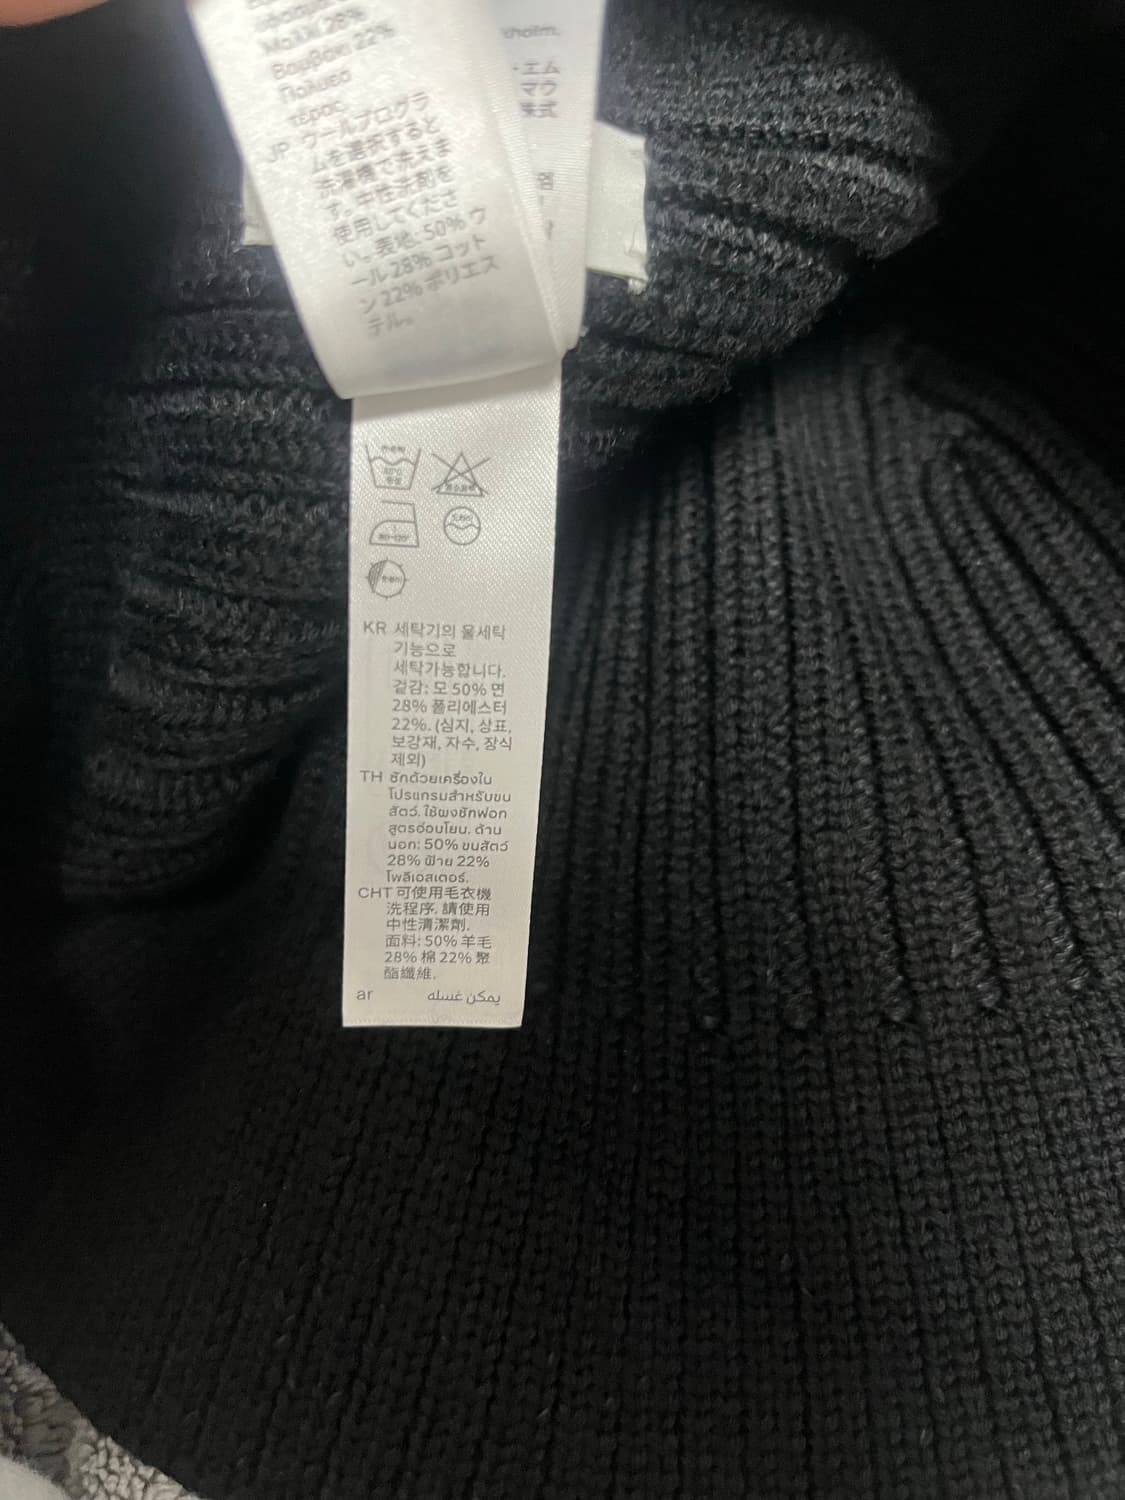 Μαλλί 28%
Βαμβάκι 22%
Πολυεσ
τέρας
JP ウールプログラ
ムを選択すると
洗濯機で洗えま
す。中性洗剤を
使用してくださ
い。表地: 50% ウ
ール 28% コット
ン 22% ポリエス
テル。
tholm.
・エム
マウ
株式
80~120°
KR 세탁기의 울세탁
기능으로
세탁가능합니다.
겉감: 모 50% 면
28% 폴리에스터
22%. (심지, 상표,
보강재, 자수, 장식
제외)
TH ซักด้วยเครื่องใน
โปรแกรมสำหรับขน
สัตว์. ใช้ผงซักฟอก
สูตรอ่อนโยน. ด้าน
นอก: 50% ขนสัตว์
28% ฝ้าย 22%
โพลีเอสเตอร์.
CHT 可使用毛衣機
洗程序. 請使用
中性清潔劑.
面料: 50% 羊毛
28% 棉 22% 聚
酯纖維.
ar يمكن غسله